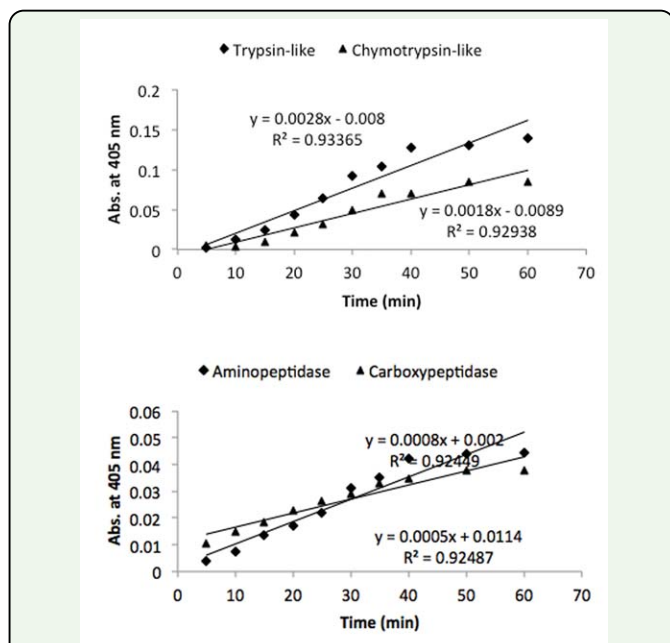 Trypsin-like Chymotrypsin-like
0.2
y = 0.0028x - 0.008
R² = 0.93365
0.15
0.1
0.05
0
Abs. at 405 nm
y = 0.0018x - 0.0089
R² = 0.92938
0 10 20 30 40 50 60 70
Time (min)
Aminopeptidase Carboxypeptidase
0.06
0.05
0.04
0.03
0.02
0.01
0
Abs. at 405 nm
y = 0.0008x + 0.002
R² = 0.92449
y = 0.0005x + 0.0114
R² = 0.92487
0 10 20 30 40 50 60 70
Time (min)